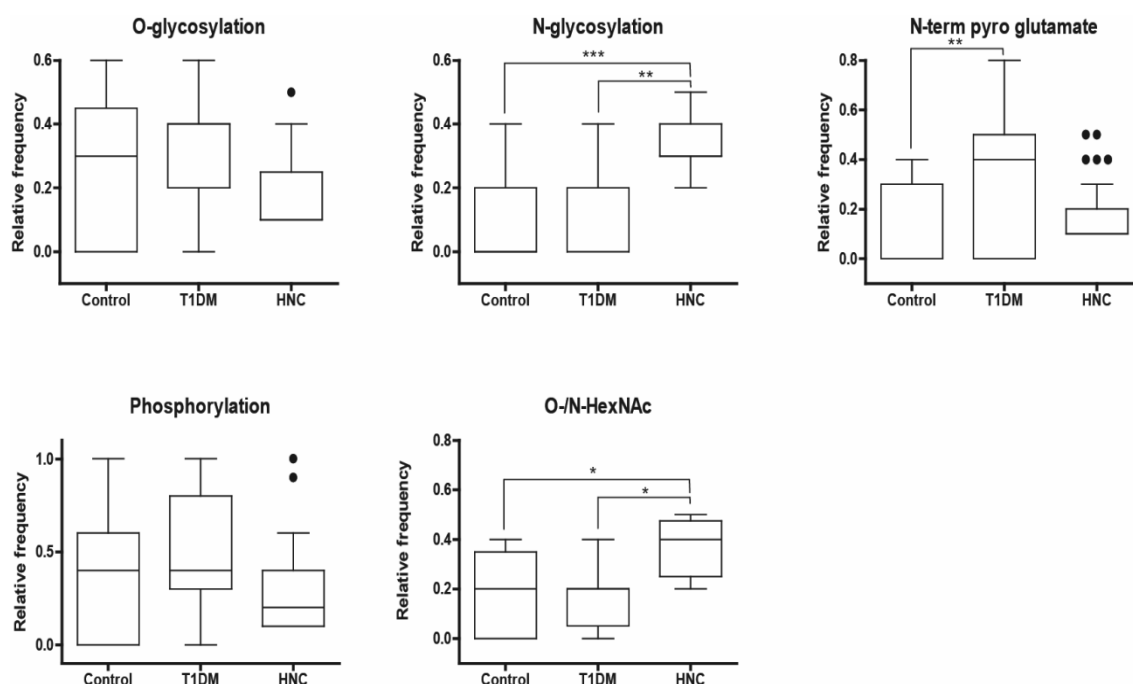 O-glycosylation
Relative frequency
0.6
0.4
0.2
0.0
Control
T1DM
HNC
N-glycosylation
***
**
Relative frequency
0.6
0.4
0.2
0.0
Control
T1DM
HNC
N-term pyro glutamate
**
Relative frequency
0.8
0.6
0.4
0.2
0.0
Control
T1DM
HNC
Phosphorylation
Relative frequency
1.0
0.5
0.0
Control
T1DM
HNC
O-/N-HexNAc
*
*
Relative frequency
0.8
0.6
0.4
0.2
0.0
Control
T1DM
HNC